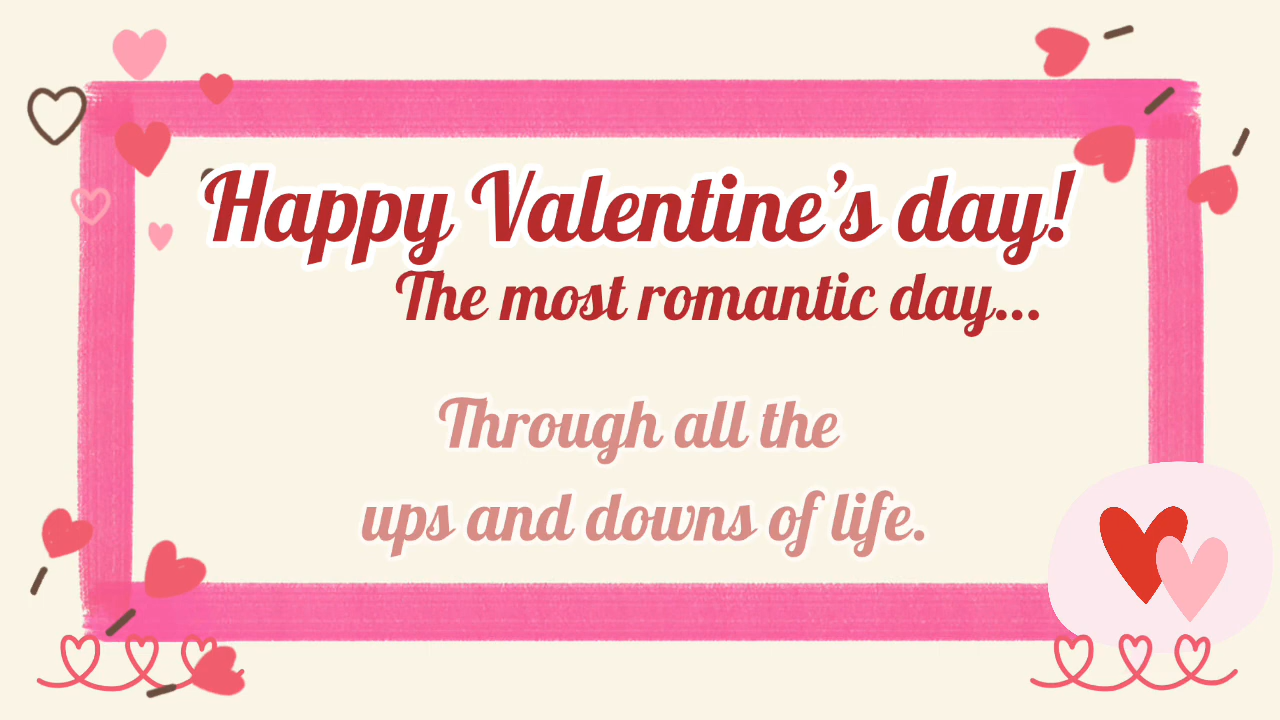 Happy Valentine’s day!
The most romantic day...
Through all the
ups and downs of life.